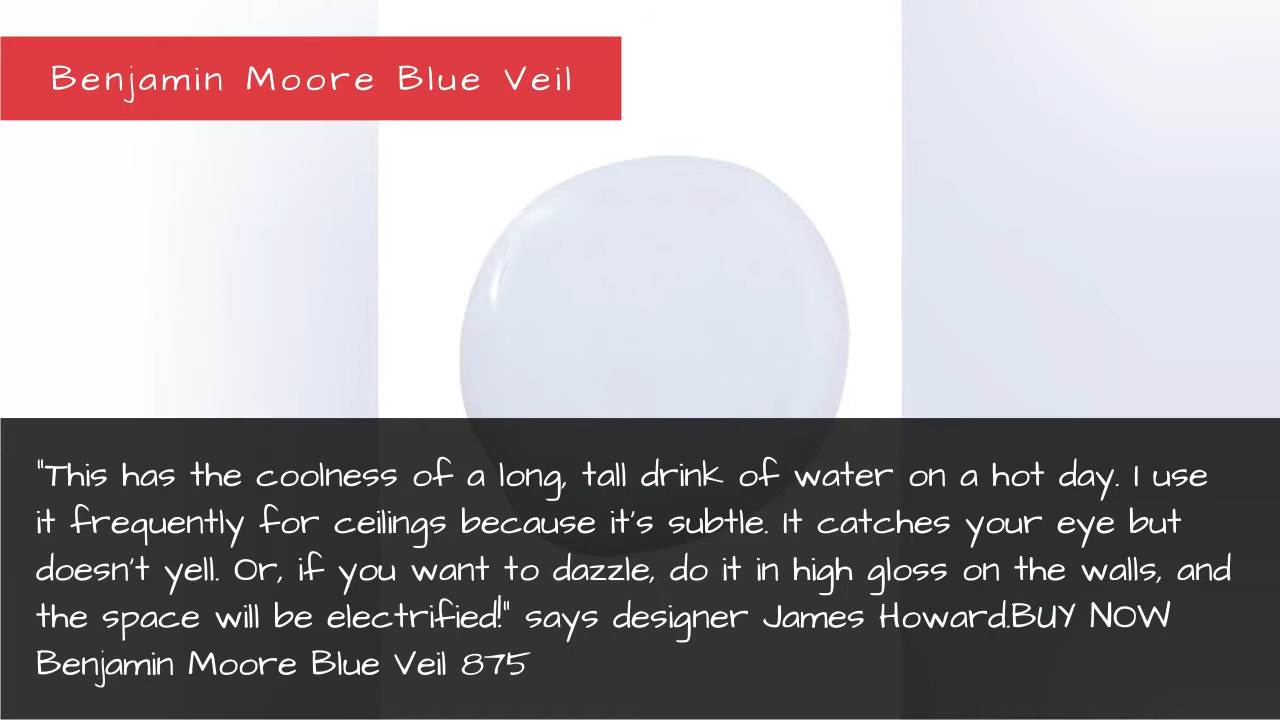 Benjamin Moore Blue Veil
"This has the coolness of a long, tall drink of water on a hot day. I use
it frequently for ceilings because it's subtle. It catches your eye but
doesn't yell. Or, if you want to dazzle, do it in high gloss on the walls, and
the space will be electrified!" says designer James Howard.BUY NOW
Benjamin Moore Blue Veil 875